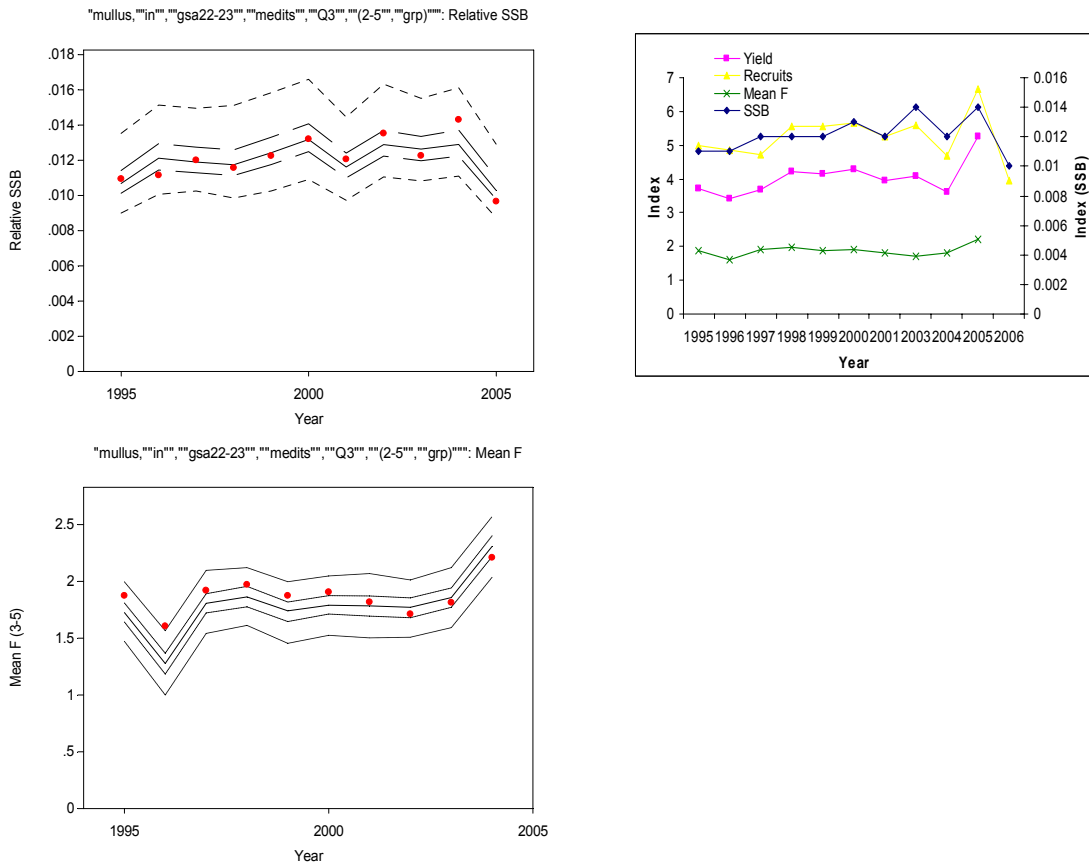 "mullus,""in"",""gsa22-23"",""medits"",""Q3"",""(2-5"",""grp)""": Relative SSB
.018
.016
.014
.012
.010
.008
.006
.004
.002
0
Relative SSB
1995 2000 2005
Year
Yield
Recruits
Mean F
SSB
7
6
5
4
3
2
1
0
Index
0.016
0.014
0.012
0.010
0.008
0.006
0.004
0.002
0
Index (SSB)
1995 1996 1997 1998 1999 2000 2001 2003 2004 2005 2006
Year
"mullus,""in"",""gsa22-23"",""medits"",""Q3"",""(2-5"",""grp)""": Mean F
2.5
2
1.5
1
.5
0
Mean F (3-5)
1995 2000 2005
Year